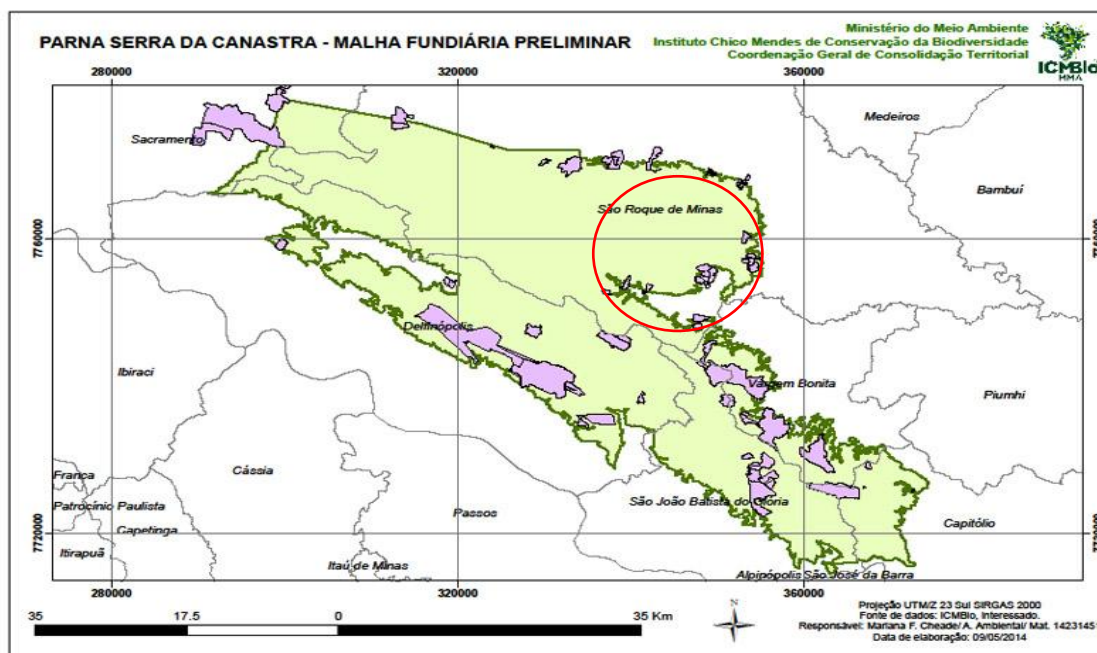 PARNA SERRA DA CANASTRA - MALHA FUNDIÁRIA PRELIMINAR
Ministério do Meio Ambiente
Instituto Chico Mendes de Conservação da Biodiversidade
Coordenação Geral de Consolidação Territorial
ICMBio
MMA
280000
320000
360000
Medeiros
Sacramento
Bambuí
São Roque de Minas
7760000
7760000
Delfinópolis
Ibiraci
Vargem Bonita
Piumhi
Cássia
Franca
São João Batista do Glória
Patrocínio Paulista
Passos
Capitólio
Capetinga
7720000
7720000
Itirapuã
Itaú de Minas
Alpinópolis
São José da Barra
280000
320000
360000
35
17.5
0
35 Km
N
Projeção UTM/Z 23 Sul SIRGAS 2000
Fonte de dados: ICMBio, Interessado.
Responsável: Mariana F. Cheade/ A. Ambiental/ Mat. 1423145
Data de elaboração: 09/05/2014